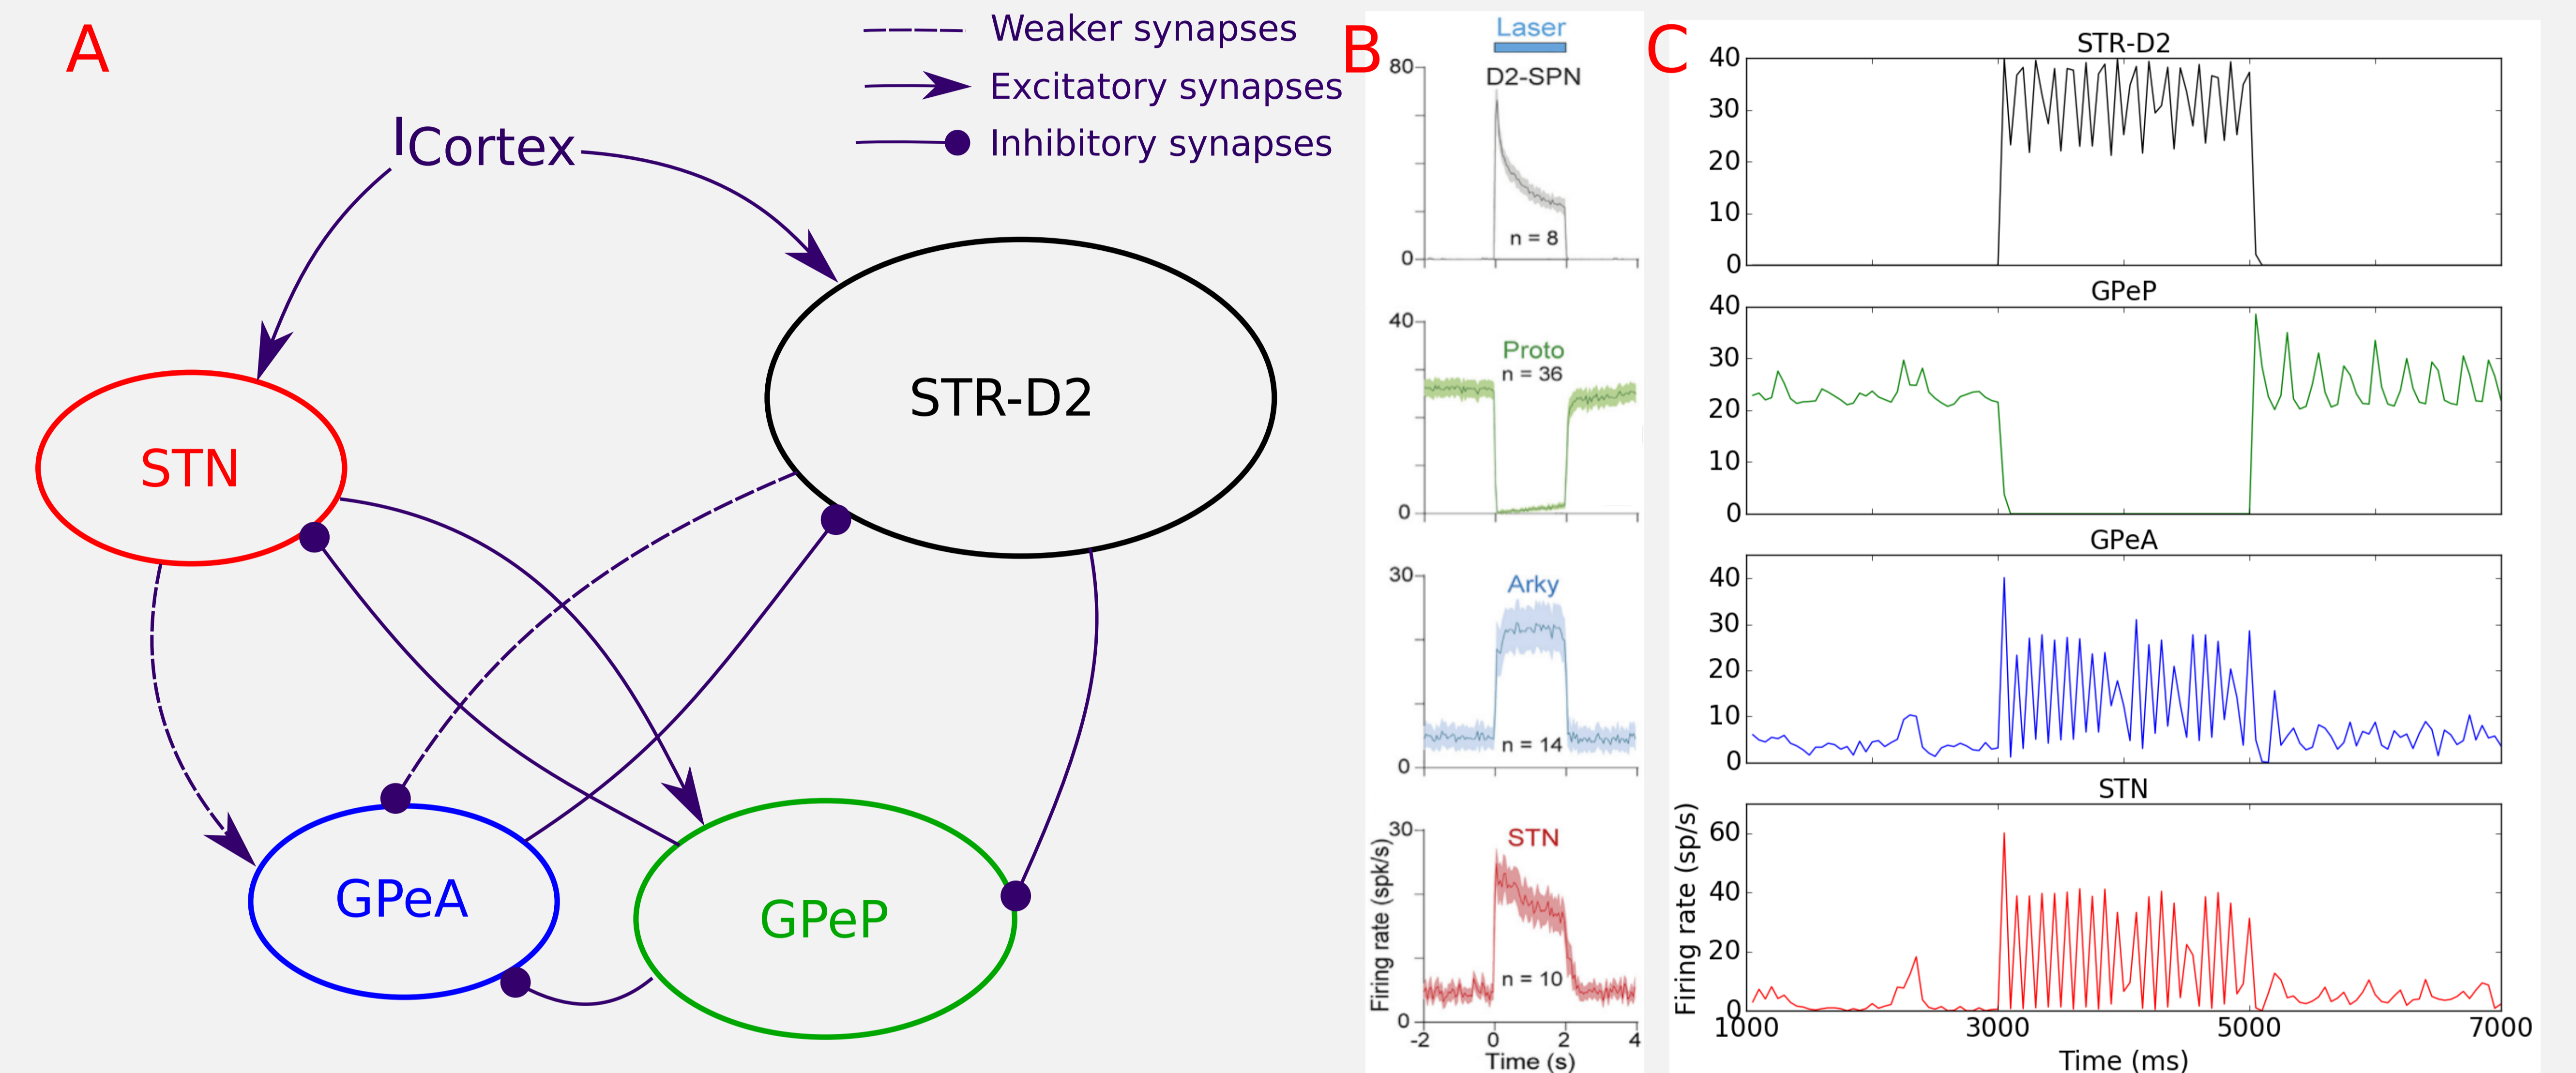 A
Weaker synapses
Excitatory synapses
Inhibitory synapses
ICortex
STR-D2
STN
GPeA
GPeP
B
Laser
D2-SPN
80
0
n = 8
40
Proto
n = 36
0
30
Arky
n = 14
0
30
STN
n = 10
0
Firing rate (spk/s)
-2 0 2 4
Time (s)
C
STR-D2
40
30
20
10
0
GPeP
40
30
20
10
0
GPeA
40
30
20
10
0
STN
60
40
20
0
Firing rate (sp/s)
1000 3000 5000 7000
Time (ms)